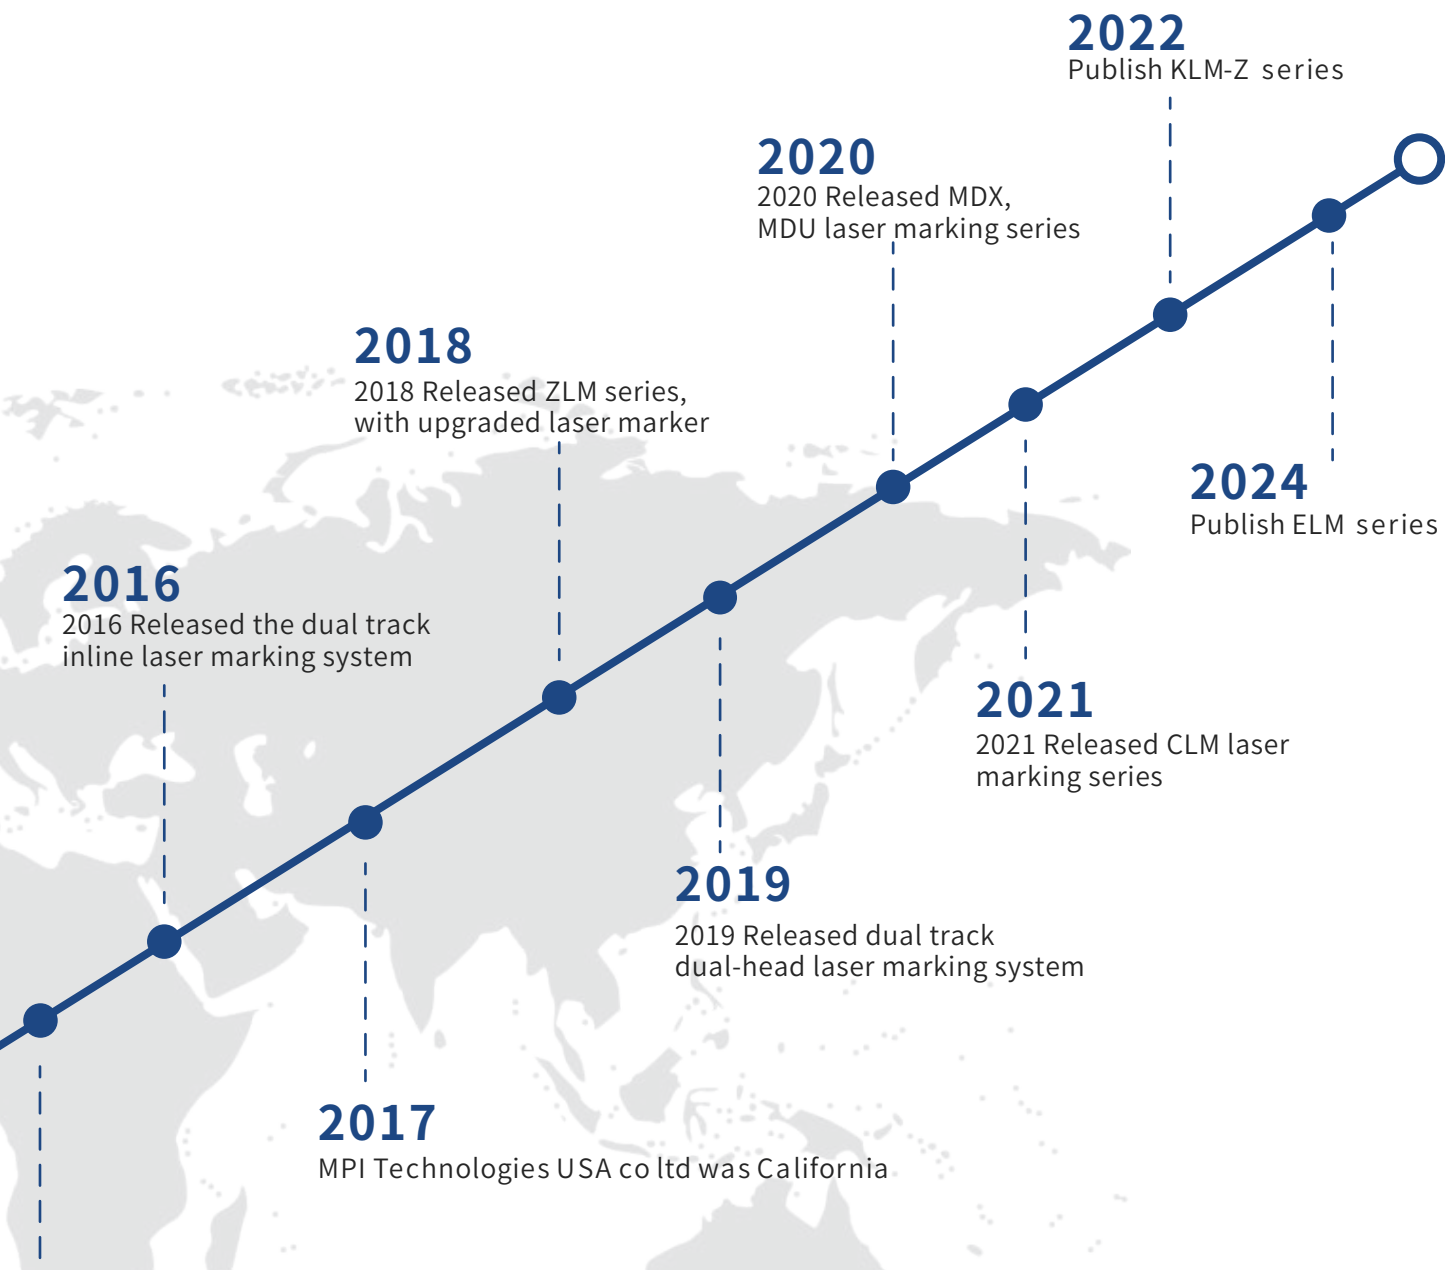 2022
Publish KLM-Z series
2020
2020 Released MDX,
MDU laser marking series
2018
2018 Released ZLM series,
with upgraded laser marker
2024
Publish ELM series
2016
2016 Released the dual track
inline laser marking system
2021
2021 Released CLM laser
marking series
2019
2019 Released dual track
dual-head laser marking system
2017
MPI Technologies USA co ltd was California